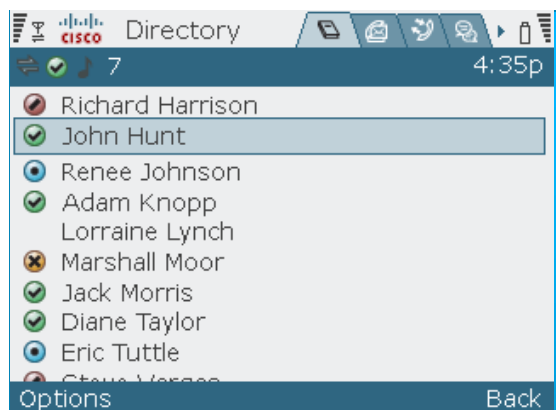 cisco Directory
7 4:35p
Richard Harrison
John Hunt
Renee Johnson
Adam Knopp
Lorraine Lynch
Marshall Moor
Jack Morris
Diane Taylor
Eric Tuttle
Options Back